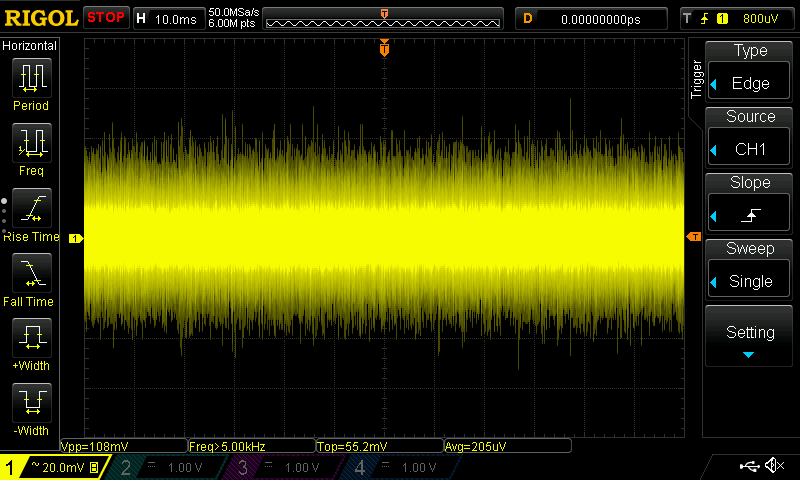 RIGOL STOP H 10.0ms 50.0MSa/s 6.00M pts T D 0.00000000ps T 1 800uV
Horizontal
Period
Freq
Rise Time
Fall Time
+Width
-Width
T
1
T
Trigger
Type
Edge
Source
CH1
Slope
Sweep
Single
Setting
Vpp=108mV Freq>5.00kHz Top=55.2mV Avg=205uV
1 ~ 20.0mV B 2 1.00 V 3 1.00 V 4 1.00 V